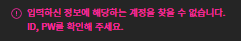 입력하신 정보에 해당하는 계정을 찾을 수 없습니다.
ID, PW를 확인해 주세요.